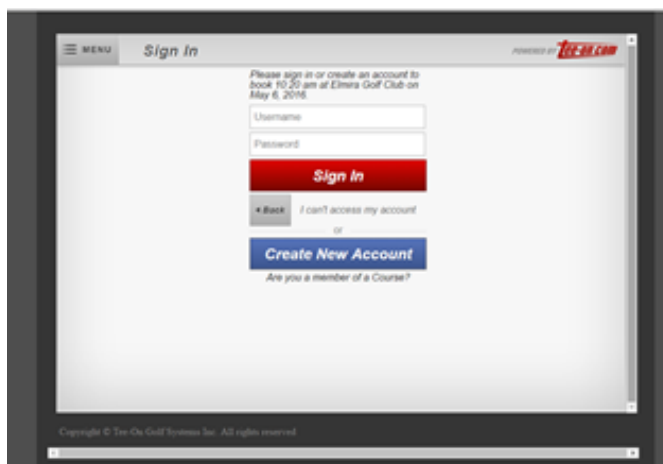 MENU
Sign In
POWERED BY Tee-on.com
Please sign in or create an account to
book 10:20 am at Elmira Golf Club on
May 6, 2016.
Username
Password
Sign In
Back
I can't access my account
or
Create New Account
Are you a member of a Course?
Copyright © Tee-On Golf Systems Inc. All rights reserved